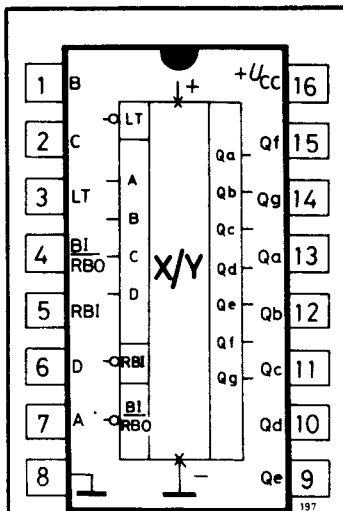 1 B
2 C
3 LT
4 BI
RBO
5 RBI
6 D
7 A
8
+
LT
A
B
C
D
RBI
BI
RBO
X/Y
Qa
Qb
Qc
Qd
Qe
Qf
Qg
-
+UCC 16
Qf 15
Qg 14
Qa 13
Qb 12
Qc 11
Qd 10
Qe 9
197